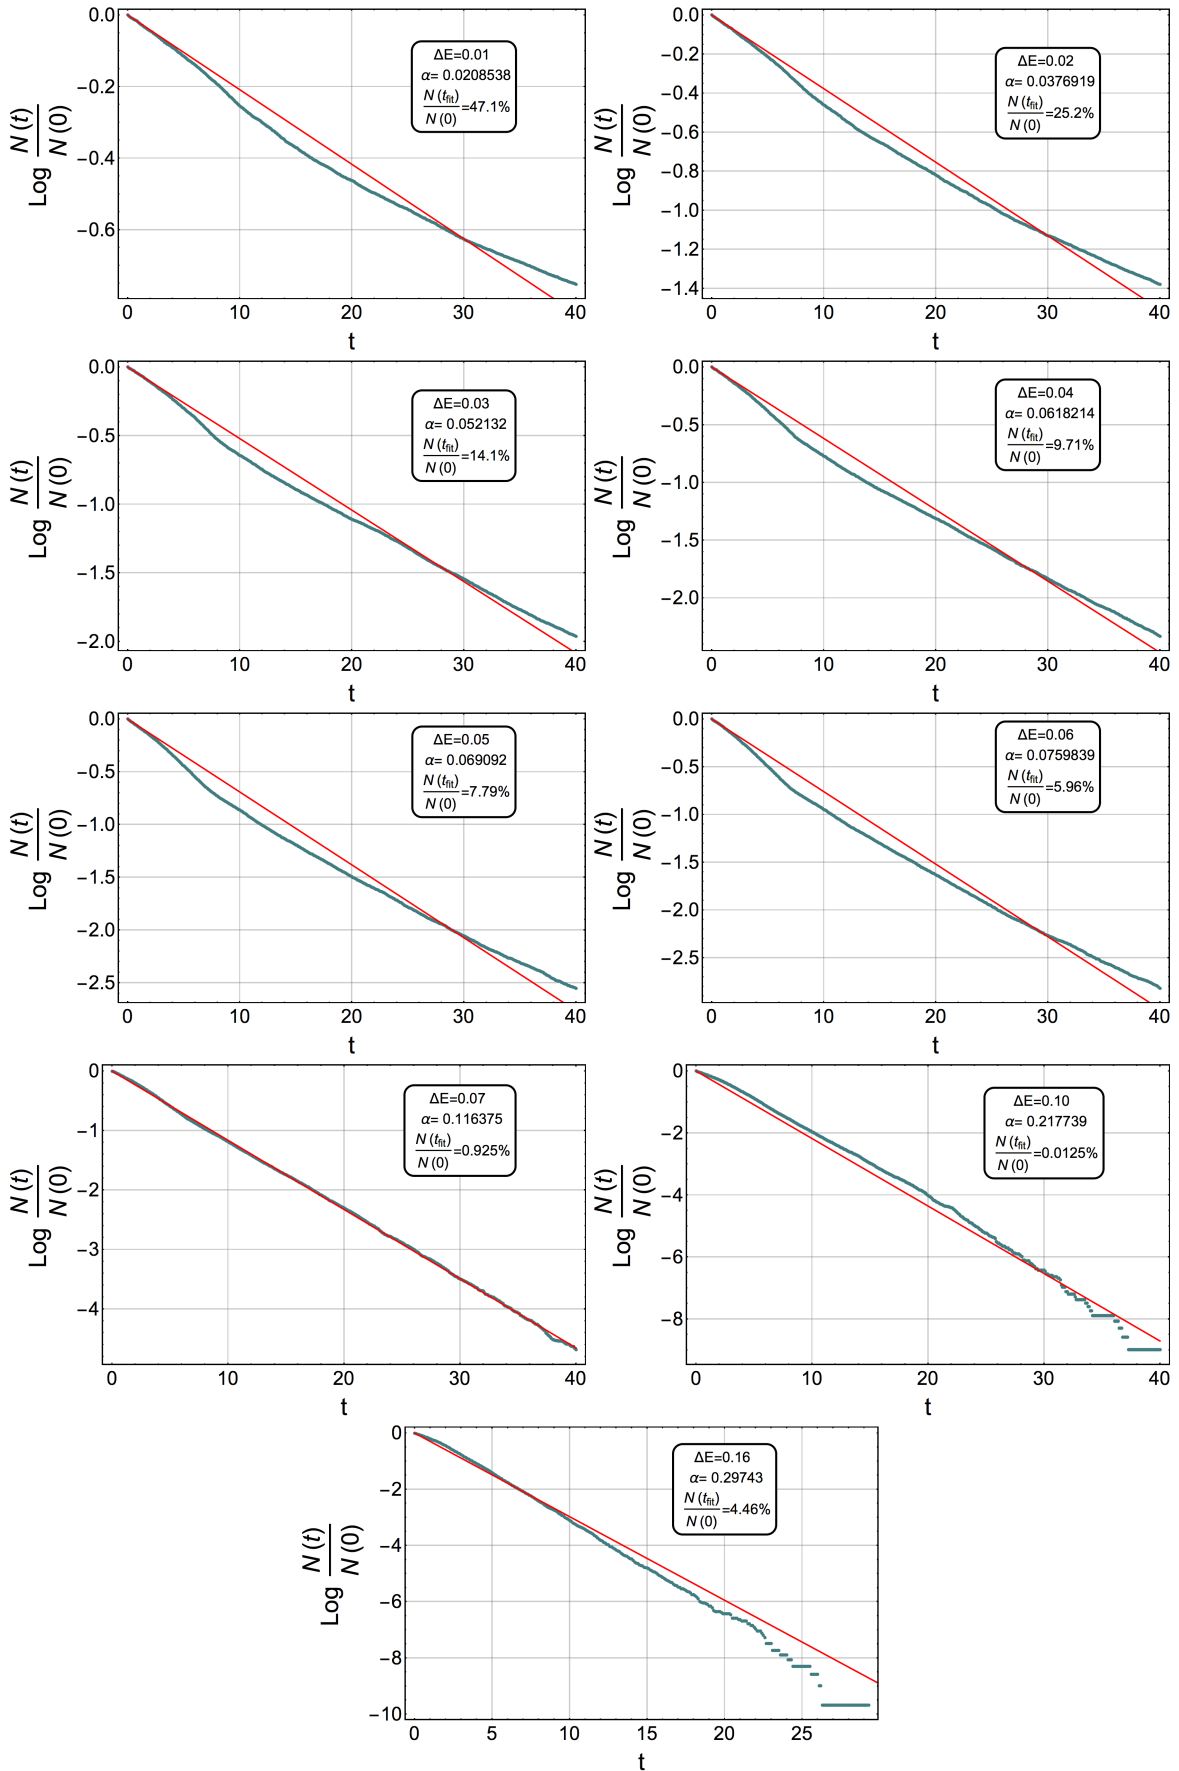 0.0
−0.2
−0.4
−0.6
0 10 20 30 40
t
Log N (t) / N (0)
ΔE=0.01
α= 0.0208538
N (tfit) / N (0) =47.1%
0.0
−0.2
−0.4
−0.6
−0.8
−1.0
−1.2
−1.4
0 10 20 30 40
t
Log N (t) / N (0)
ΔE=0.02
α= 0.0376919
N (tfit) / N (0) =25.2%
0.0
−0.5
−1.0
−1.5
−2.0
0 10 20 30 40
t
Log N (t) / N (0)
ΔE=0.03
α= 0.052132
N (tfit) / N (0) =14.1%
0.0
−0.5
−1.0
−1.5
−2.0
0 10 20 30 40
t
Log N (t) / N (0)
ΔE=0.04
α= 0.0618214
N (tfit) / N (0) =9.71%
0.0
−0.5
−1.0
−1.5
−2.0
−2.5
0 10 20 30 40
t
Log N (t) / N (0)
ΔE=0.05
α= 0.069092
N (tfit) / N (0) =7.79%
0.0
−0.5
−1.0
−1.5
−2.0
−2.5
0 10 20 30 40
t
Log N (t) / N (0)
ΔE=0.06
α= 0.0759839
N (tfit) / N (0) =5.96%
0
−1
−2
−3
−4
0 10 20 30 40
t
Log N (t) / N (0)
ΔE=0.07
α= 0.116375
N (tfit) / N (0) =0.925%
0
−2
−4
−6
−8
0 10 20 30 40
t
Log N (t) / N (0)
ΔE=0.10
α= 0.217739
N (tfit) / N (0) =0.0125%
0
−2
−4
−6
−8
−10
0 5 10 15 20 25
t
Log N (t) / N (0)
ΔE=0.16
α= 0.29743
N (tfit) / N (0) =4.46%